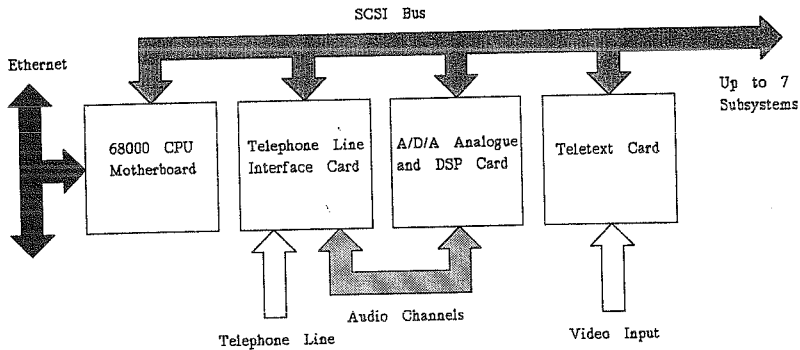 SCSI Bus
Ethernet
Up to 7
Subsystems
68000 CPU
Motherboard
Telephone Line
Interface Card
A/D/A Analogue
and DSP Card
Teletext Card
Audio Channels
Telephone Line
Video Input